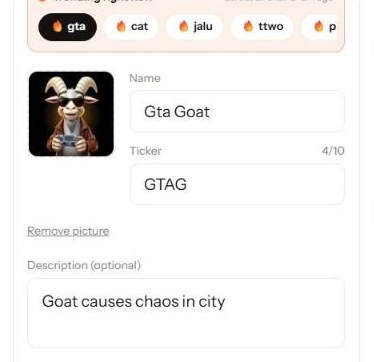 gta cat jalu ttwo p
Name
Gta Goat
Ticker 4/10
GTAG
Remove picture
Description (optional)
Goat causes chaos in city